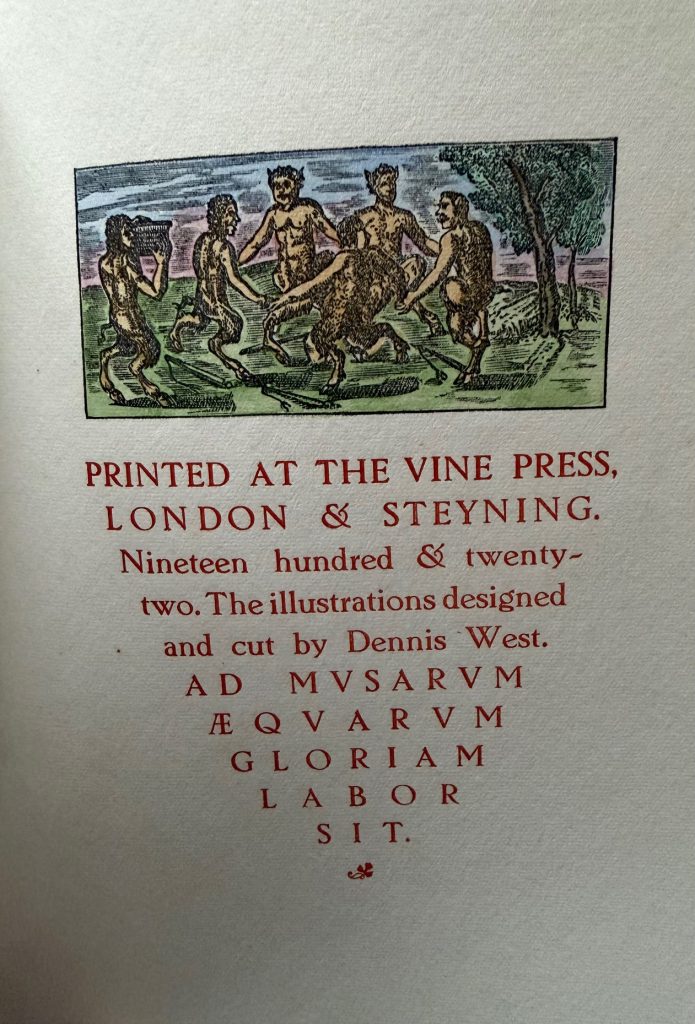 PRINTED AT THE VINE PRESS,
LONDON & STEYNING.
Nineteen hundred & twenty-
two. The illustrations designed
and cut by Dennis West.
AD MVSARVM
ÆQVARVM
GLORIAM
LABOR
SIT.